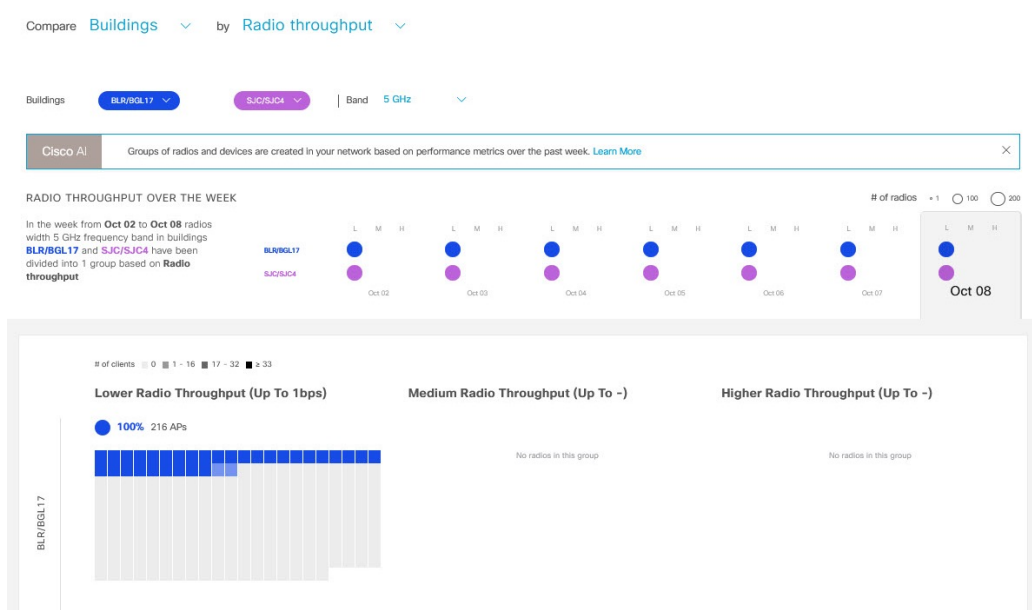 Compare Buildings by Radio throughput
Buildings BLR/BGL17 SJC/SJC4 | Band 5 GHz
Cisco AI Groups of radios and devices are created in your network based on performance metrics over the past week. Learn More
RADIO THROUGHPUT OVER THE WEEK
# of radios 1 100 200
In the week from Oct 02 to Oct 08 radios
width 5 GHz frequency band in buildings
BLR/BGL17 and SJC/SJC4 have been
divided into 1 group based on Radio
throughput
L M H L M H L M H L M H L M H L M H L M H
BLR/BGL17
SJC/SJC4
Oct 02 Oct 03 Oct 04 Oct 05 Oct 06 Oct 07 Oct 08
# of clients 0 1 - 16 17 - 32 ≥ 33
Lower Radio Throughput (Up To 1bps) Medium Radio Throughput (Up To -) Higher Radio Throughput (Up To -)
100% 216 APs
No radios in this group No radios in this group
BLR/BGL17